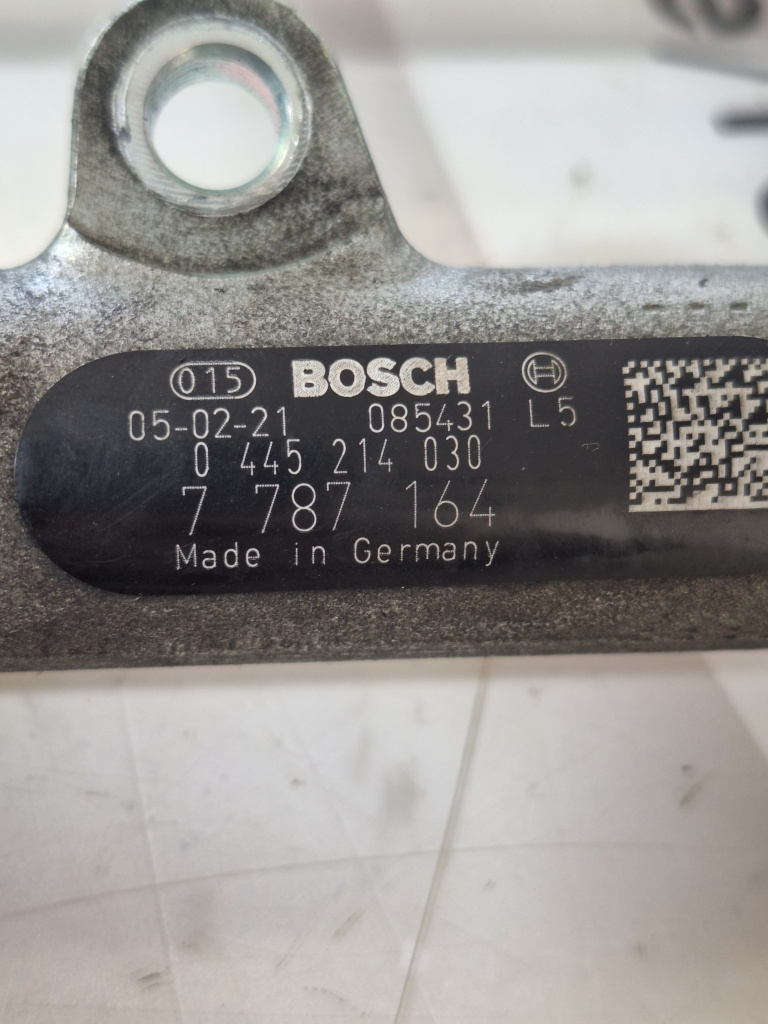 015 BOSCH
05-02-21 085431 L5
0 445 214 030
7 787 164
Made in Germany